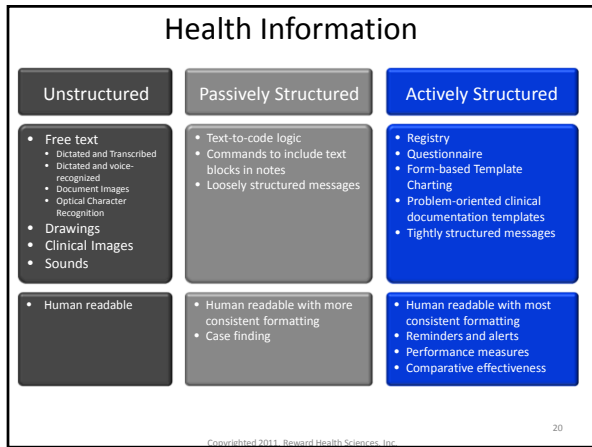 Health Information
Unstructured
Passively Structured
Actively Structured
• Free text
• Dictated and Transcribed
• Dictated and voice-
recognized
• Document Images
• Optical Character
Recognition
• Drawings
• Clinical Images
• Sounds
• Text-to-code logic
• Commands to include text
blocks in notes
• Loosely structured messages
• Registry
• Questionnaire
• Form-based Template
Charting
• Problem-oriented clinical
documentation templates
• Tightly structured messages
• Human readable
• Human readable with more
consistent formatting
• Case finding
• Human readable with most
consistent formatting
• Reminders and alerts
• Performance measures
• Comparative effectiveness
20
Copyrighted 2011. Reward Health Sciences, Inc.